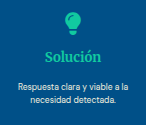 Solución
Respuesta clara y viable a la
necesidad detectada.